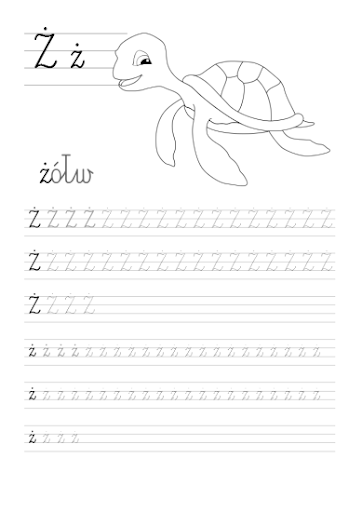 Ż ż
żółw
Ż Ż Ż Ż Ż Ż Ż Ż Ż Ż Ż Ż Ż Ż Ż Ż Ż
Ż Ż Ż Ż Ż Ż Ż Ż Ż Ż Ż Ż Ż Ż Ż Ż Ż
Ż Ż Ż Ż
ż ż ż ż ż ż ż ż ż ż ż ż ż ż ż ż ż ż ż ż ż
ż ż ż ż ż ż ż ż ż ż ż ż ż ż ż ż ż ż ż ż ż
ż ż ż ż